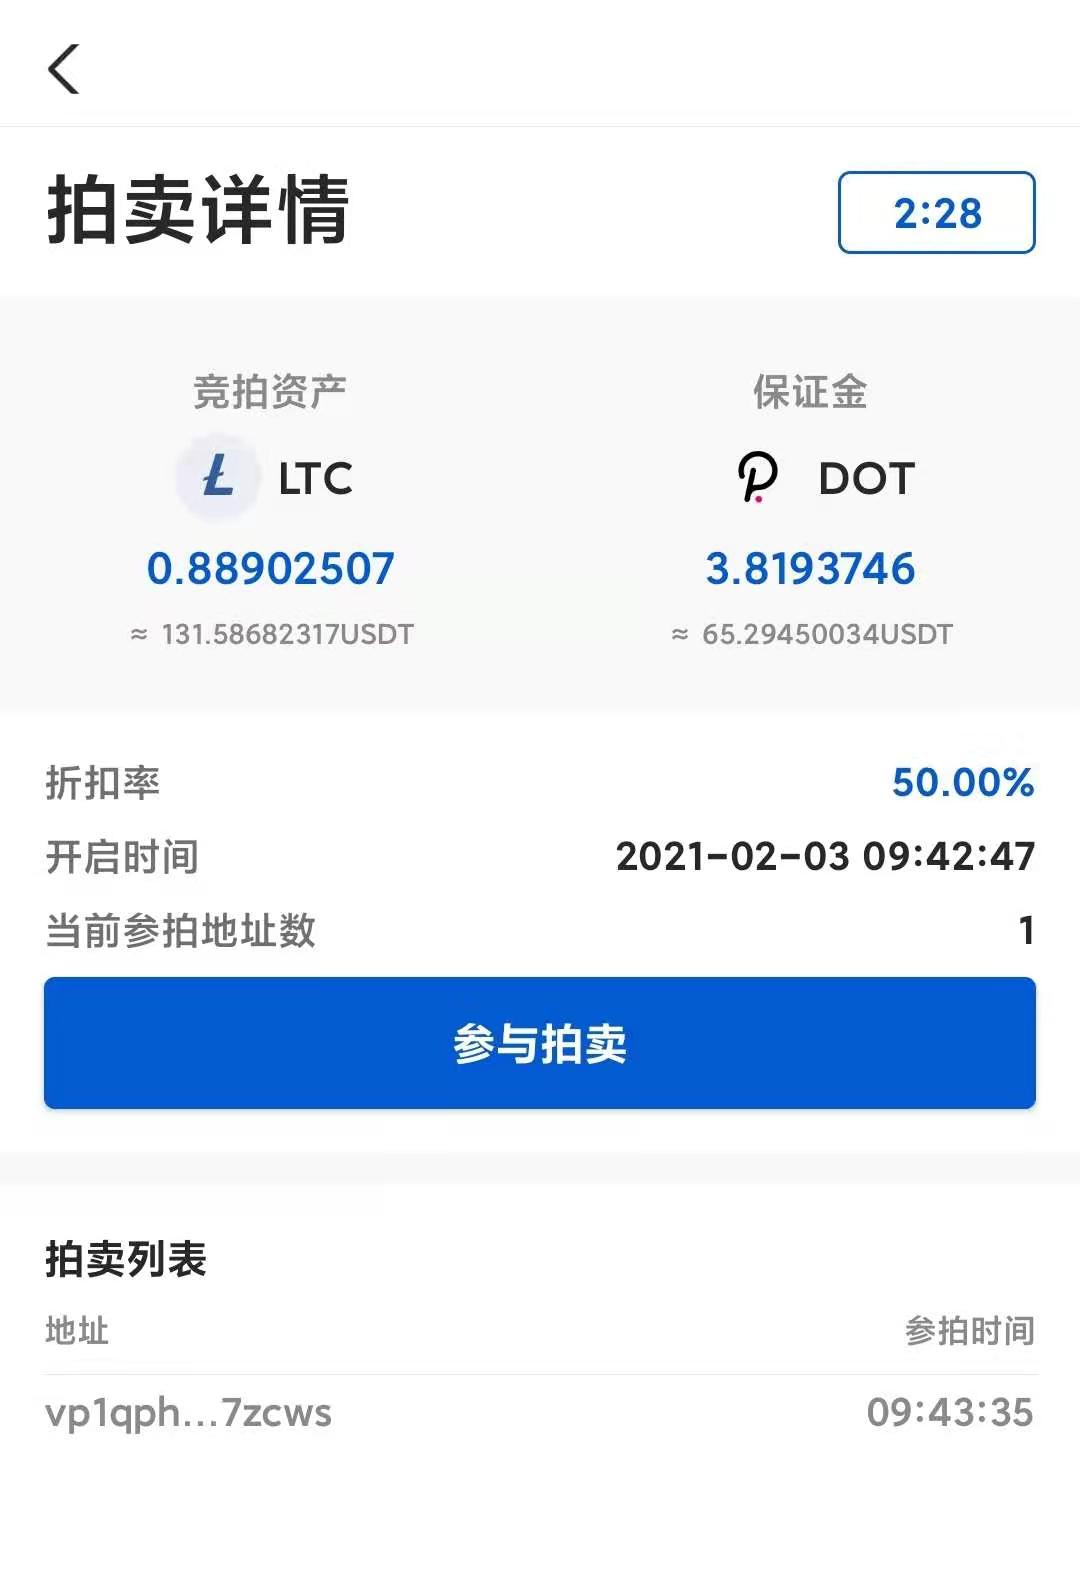 拍卖详情
2:28
竞拍资产
保证金
LTC
DOT
0.88902507
3.8193746
≈ 131.58682317USDT
≈ 65.29450034USDT
折扣率
50.00%
开启时间
2021-02-03 09:42:47
当前参拍地址数
1
参与拍卖
拍卖列表
地址
参拍时间
vp1qph...7zcws
09:43:35